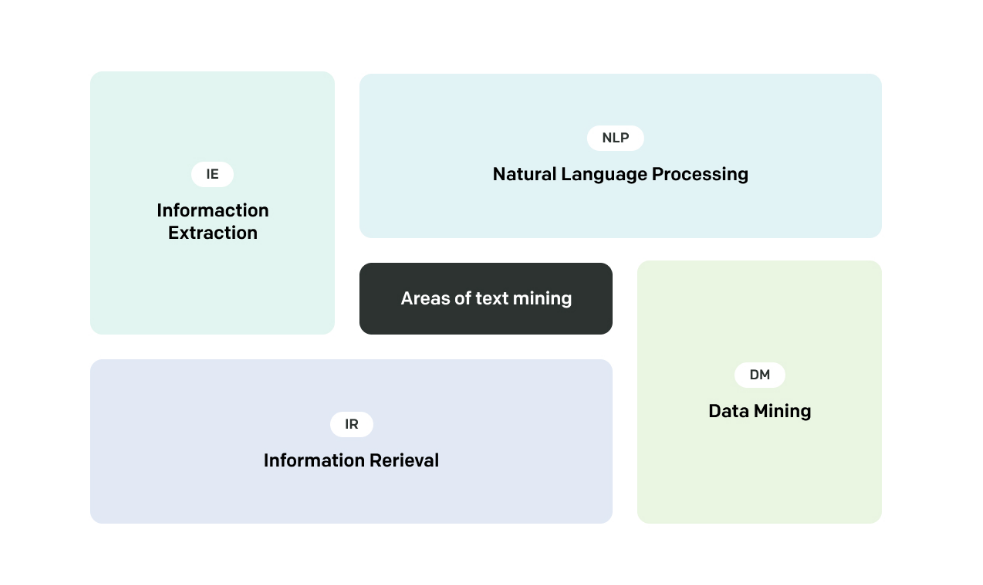 IE
Informaction
Extraction
NLP
Natural Language Processing
Areas of text mining
IR
Information Rerieval
DM
Data Mining